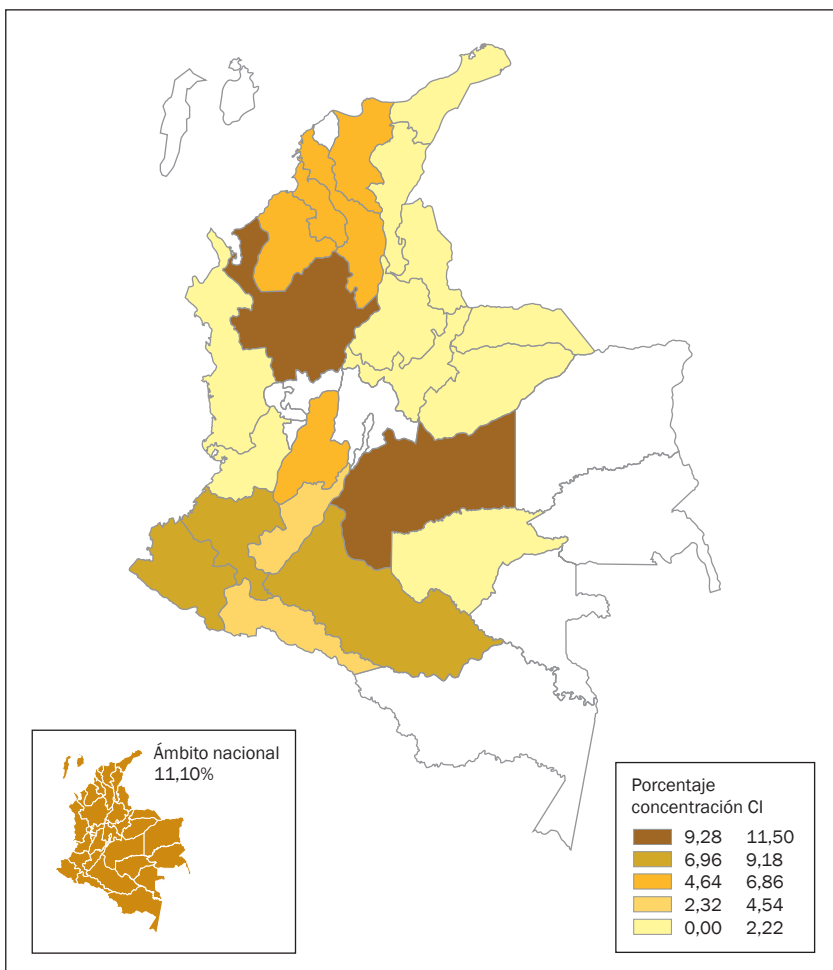 Ámbito nacional
11,10%
Porcentaje
concentración CI
9,28 11,50
6,96 9,18
4,64 6,86
2,32 4,54
0,00 2,22